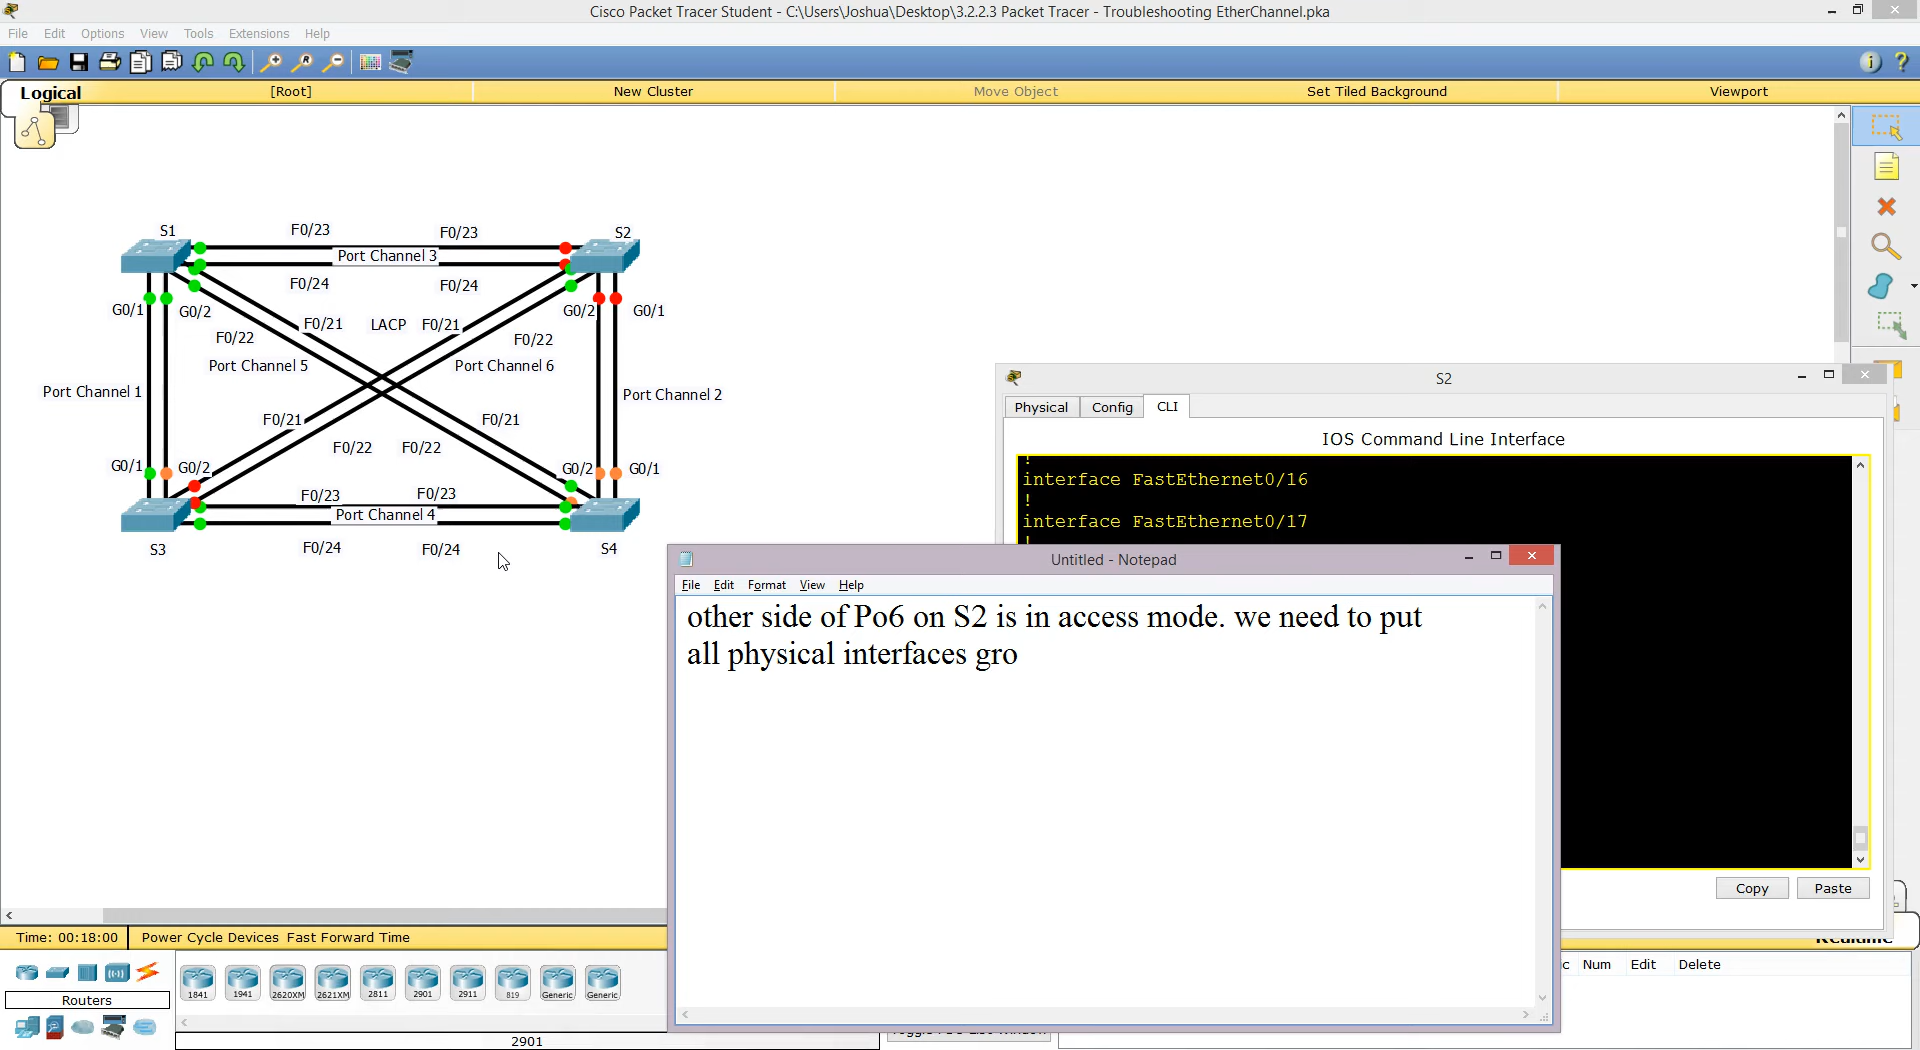 Cisco Packet Tracer Student - C:\Users\Joshua\Desktop\3.2.2.3 Packet Tracer - Troubleshooting EtherChannel.pka
File Edit Options View Tools Extensions Help
Logical [Root] New Cluster Move Object Set Tiled Background Viewport
S1 F0/23 F0/23 S2
Port Channel 3
F0/24 F0/24
G0/1 G0/2 G0/2 G0/1
F0/22 F0/21 LACP F0/21 F0/22
Port Channel 5 Port Channel 6
Port Channel 1 Port Channel 2
F0/21 F0/21
F0/22 F0/22
G0/1 G0/2 G0/2 G0/1
F0/23 F0/23
Port Channel 4
S3 F0/24 F0/24 S4
S2
Physical Config CLI
IOS Command Line Interface
!
interface FastEthernet0/16
!
interface FastEthernet0/17
!
Copy Paste
Untitled - Notepad
File Edit Format View Help
other side of Po6 on S2 is in access mode. we need to put
all physical interfaces gro
Time: 00:18:00 Power Cycle Devices Fast Forward Time
Realtime
Num Edit Delete
Routers
1841 1941 2620XM 2621XM 2811 2901 2911 819 Generic Generic
2901